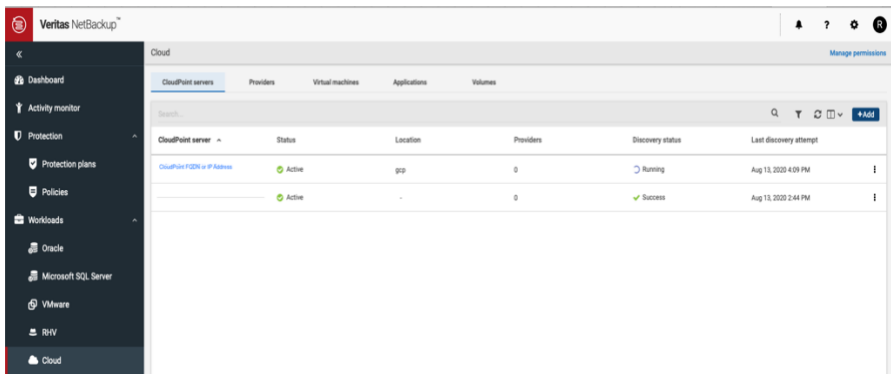 Veritas NetBackup™
? R
« Cloud Manage permissions
Dashboard
Activity monitor
Protection
Protection plans
Policies
Workloads
Oracle
Microsoft SQL Server
VMware
RHV
Cloud
CloudPoint servers Providers Virtual machines Applications Volumes
Search...
+Add
CloudPoint server Status Location Providers Discovery status Last discovery attempt
CloudPoint FQDN or IP Address Active gcp 0 Running Aug 13, 2020 4:09 PM
Active - 0 Success Aug 13, 2020 2:44 PM